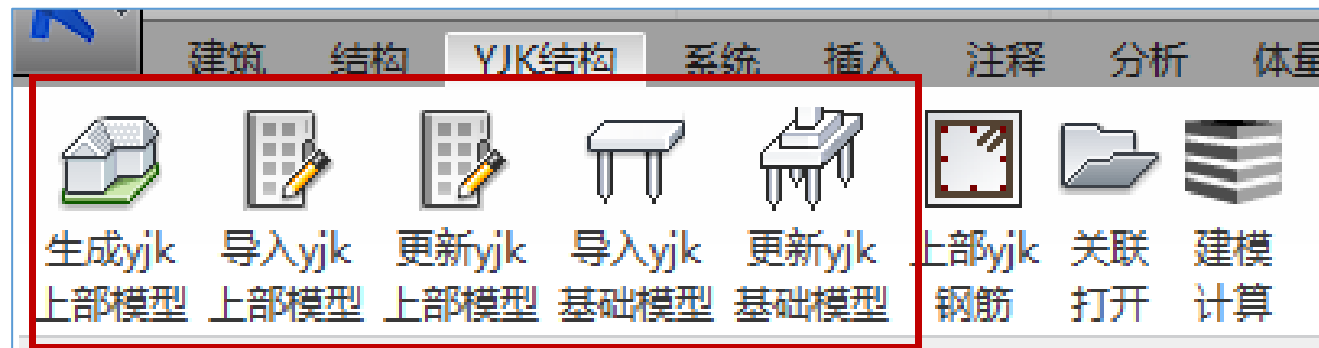 建筑 结构 YJK结构 系统 插入 注释 分析 体量
生成yjk 导入yjk 更新yjk 导入yjk 更新yjk 上部yjk 关联 建模
上部模型 上部模型 上部模型 基础模型 基础模型 钢筋 打开 计算